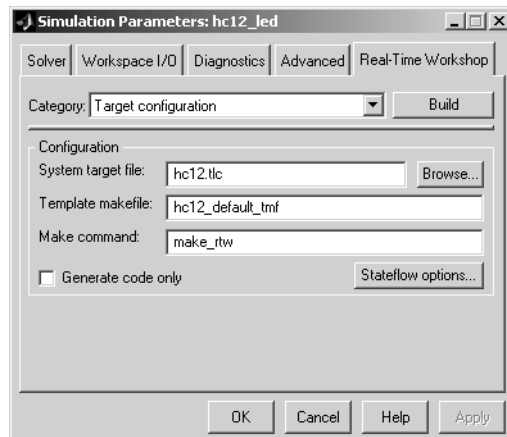 Simulation Parameters: hc12_led
Solver Workspace I/O Diagnostics Advanced Real-Time Workshop
Category: Target configuration Build
Configuration
System target file: hc12.tlc Browse...
Template makefile: hc12_default_tmf
Make command: make_rtw
Generate code only Stateflow options...
OK Cancel Help Apply